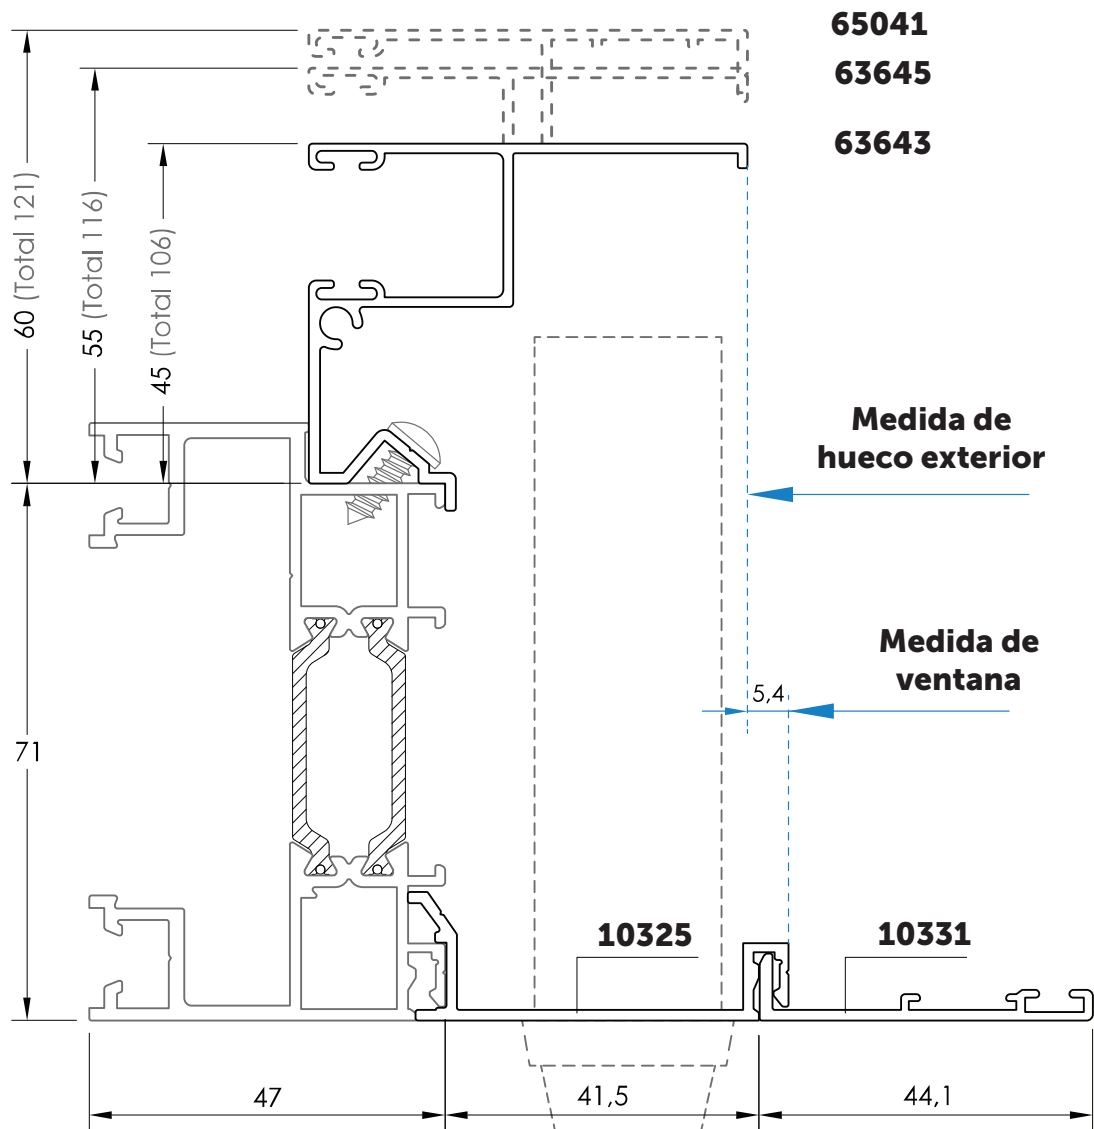 65041
63645
63643
60 (Total 121)
55 (Total 116)
45 (Total 106)
Medida de
hueco exterior
Medida de
ventana
5,4
71
10325
10331
47
41,5
44,1